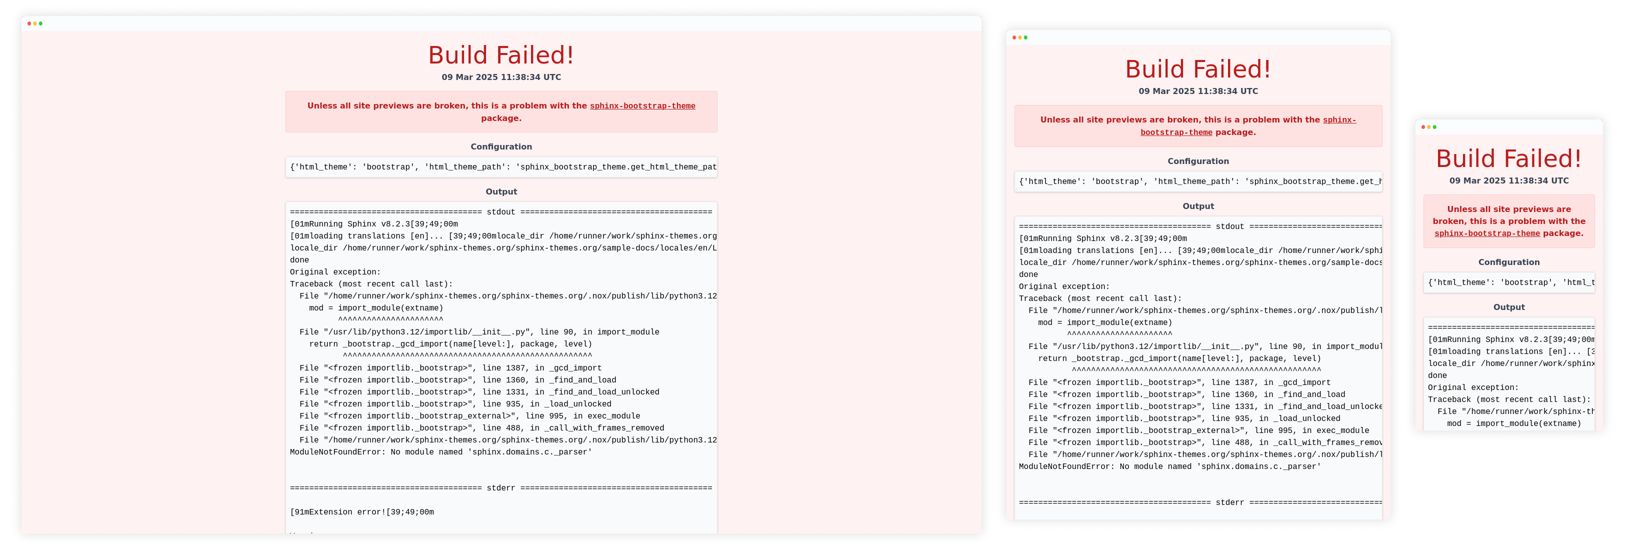 Build Failed!
09 Mar 2025 11:38:34 UTC
Unless all site previews are broken, this is a problem with the sphinx-bootstrap-theme
package.
Configuration
{'html_theme': 'bootstrap', 'html_theme_path': 'sphinx_bootstrap_theme.get_html_theme_pat
Output
======================================== stdout ========================================
[01mRunning Sphinx v8.2.3[39;49;00m
[01mloading translations [en]... [39;49;00mlocale_dir /home/runner/work/sphinx-themes.org
locale_dir /home/runner/work/sphinx-themes.org/sphinx-themes.org/sample-docs/locales/en/L
done
Original exception:
Traceback (most recent call last):
  File "/home/runner/work/sphinx-themes.org/sphinx-themes.org/.nox/publish/lib/python3.12
    mod = import_module(extname)
          ^^^^^^^^^^^^^^^^^^^^^^
  File "/usr/lib/python3.12/importlib/__init__.py", line 90, in import_module
    return _bootstrap._gcd_import(name[level:], package, level)
           ^^^^^^^^^^^^^^^^^^^^^^^^^^^^^^^^^^^^^^^^^^^^^^^^^^^^
  File "<frozen importlib._bootstrap>", line 1387, in _gcd_import
  File "<frozen importlib._bootstrap>", line 1360, in _find_and_load
  File "<frozen importlib._bootstrap>", line 1331, in _find_and_load_unlocked
  File "<frozen importlib._bootstrap>", line 935, in _load_unlocked
  File "<frozen importlib._bootstrap_external>", line 995, in exec_module
  File "<frozen importlib._bootstrap>", line 488, in _call_with_frames_removed
  File "/home/runner/work/sphinx-themes.org/sphinx-themes.org/.nox/publish/lib/python3.12
ModuleNotFoundError: No module named 'sphinx.domains.c._parser'
======================================== stderr ========================================
[91mExtension error![39;49;00m
Build Failed!
09 Mar 2025 11:38:34 UTC
Unless all site previews are broken, this is a problem with the sphinx-
bootstrap-theme package.
Configuration
{'html_theme': 'bootstrap', 'html_theme_path': 'sphinx_bootstrap_theme.get_h
Output
======================================== stdout ===========================
[01mRunning Sphinx v8.2.3[39;49;00m
[01mloading translations [en]... [39;49;00mlocale_dir /home/runner/work/sphi
locale_dir /home/runner/work/sphinx-themes.org/sphinx-themes.org/sample-docs
done
Original exception:
Traceback (most recent call last):
  File "/home/runner/work/sphinx-themes.org/sphinx-themes.org/.nox/publish/l
    mod = import_module(extname)
          ^^^^^^^^^^^^^^^^^^^^^^
  File "/usr/lib/python3.12/importlib/__init__.py", line 90, in import_modul
    return _bootstrap._gcd_import(name[level:], package, level)
           ^^^^^^^^^^^^^^^^^^^^^^^^^^^^^^^^^^^^^^^^^^^^^^^^^^^^
  File "<frozen importlib._bootstrap>", line 1387, in _gcd_import
  File "<frozen importlib._bootstrap>", line 1360, in _find_and_load
  File "<frozen importlib._bootstrap>", line 1331, in _find_and_load_unlocke
  File "<frozen importlib._bootstrap>", line 935, in _load_unlocked
  File "<frozen importlib._bootstrap_external>", line 995, in exec_module
  File "<frozen importlib._bootstrap>", line 488, in _call_with_frames_remov
  File "/home/runner/work/sphinx-themes.org/sphinx-themes.org/.nox/publish/l
ModuleNotFoundError: No module named 'sphinx.domains.c._parser'
======================================== stderr ===========================
Build Failed!
09 Mar 2025 11:38:34 UTC
Unless all site previews are
broken, this is a problem with the
sphinx-bootstrap-theme package.
Configuration
{'html_theme': 'bootstrap', 'html_t
Output
===================================
[01mRunning Sphinx v8.2.3[39;49;00m
[01mloading translations [en]... [3
locale_dir /home/runner/work/sphinx
done
Original exception:
Traceback (most recent call last):
  File "/home/runner/work/sphinx-th
    mod = import_module(extname)